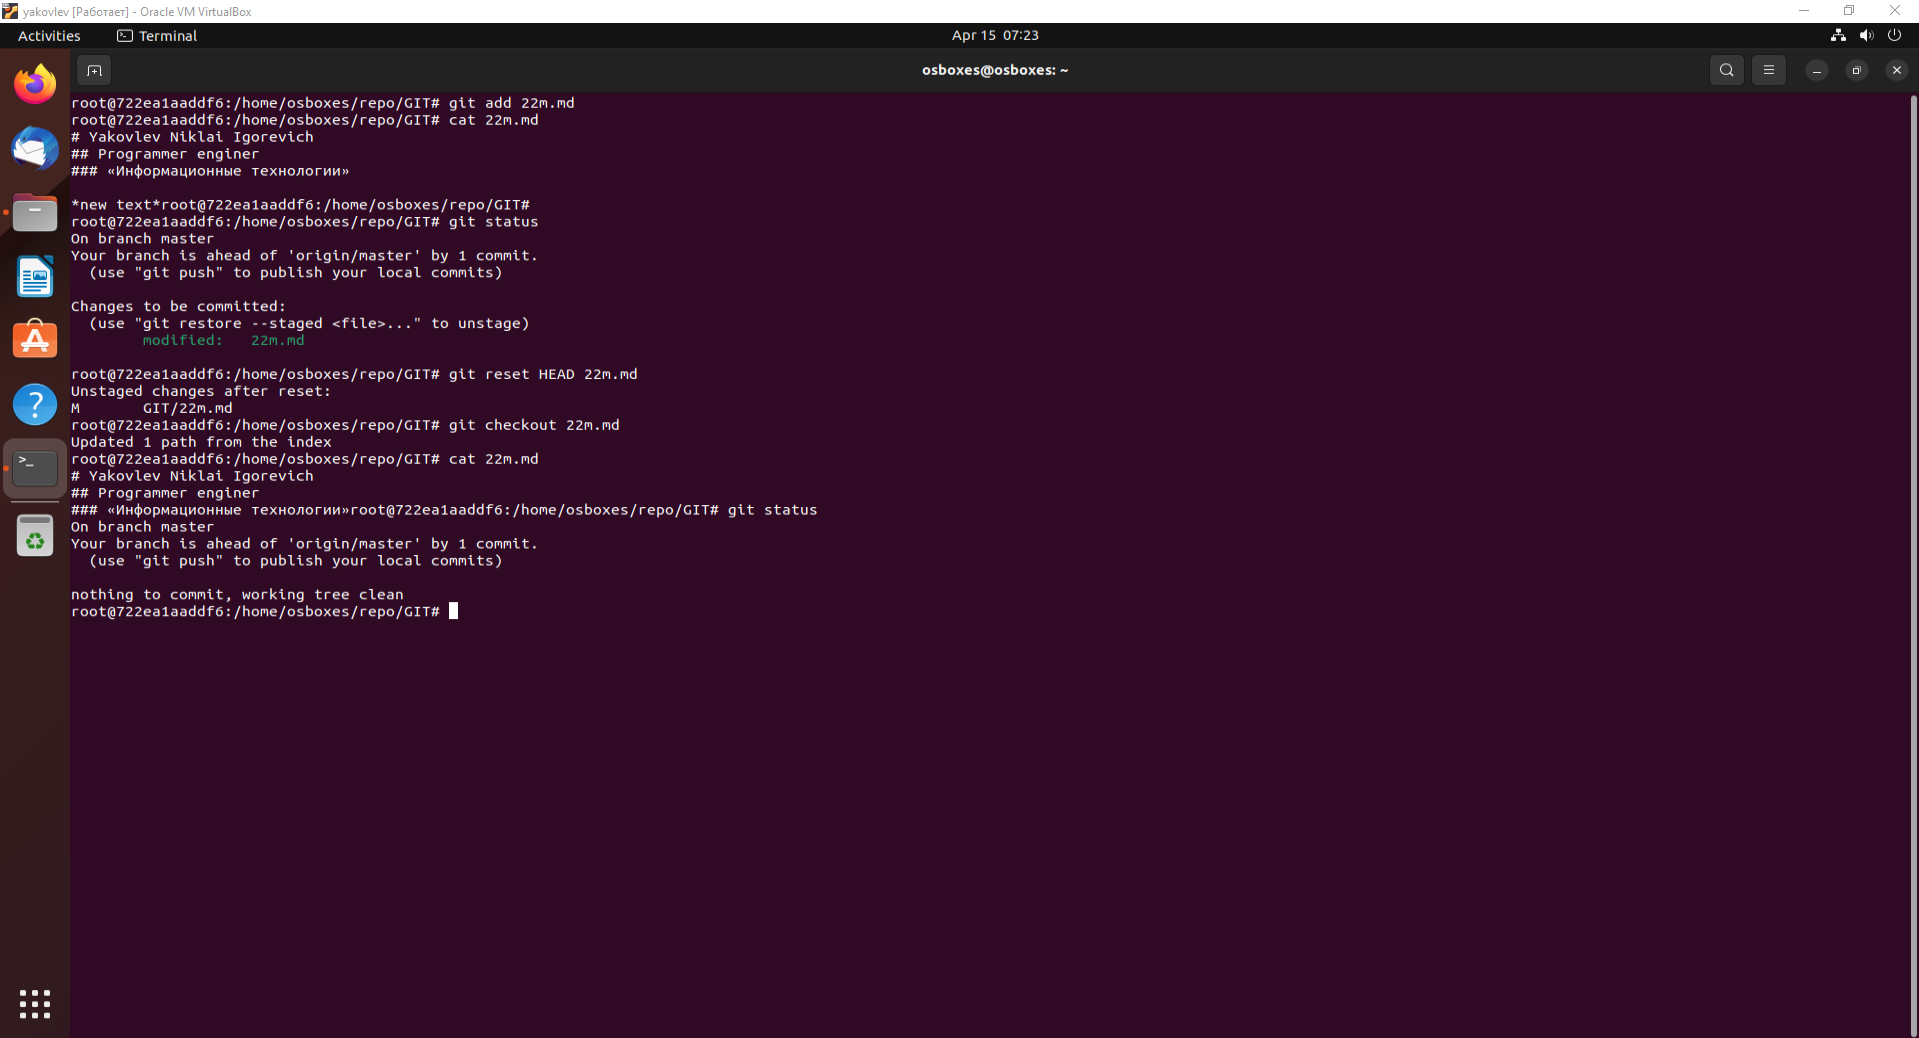 yakovlev [Работает] - Oracle VM VirtualBox
Activities
Terminal
Apr 15 07:23
osboxes@osboxes: ~
root@722ea1aaddf6:/home/osboxes/repo/GIT# git add 22m.md
root@722ea1aaddf6:/home/osboxes/repo/GIT# cat 22m.md
# Yakovlev Niklai Igorevich
## Programmer enginer
### «Информационные технологии»
*new text*root@722ea1aaddf6:/home/osboxes/repo/GIT#
root@722ea1aaddf6:/home/osboxes/repo/GIT# git status
On branch master
Your branch is ahead of 'origin/master' by 1 commit.
  (use "git push" to publish your local commits)
Changes to be committed:
  (use "git restore --staged <file>..." to unstage)
        modified:   22m.md
root@722ea1aaddf6:/home/osboxes/repo/GIT# git reset HEAD 22m.md
Unstaged changes after reset:
M       GIT/22m.md
root@722ea1aaddf6:/home/osboxes/repo/GIT# git checkout 22m.md
Updated 1 path from the index
root@722ea1aaddf6:/home/osboxes/repo/GIT# cat 22m.md
# Yakovlev Niklai Igorevich
## Programmer enginer
### «Информационные технологии»root@722ea1aaddf6:/home/osboxes/repo/GIT# git status
On branch master
Your branch is ahead of 'origin/master' by 1 commit.
  (use "git push" to publish your local commits)
nothing to commit, working tree clean
root@722ea1aaddf6:/home/osboxes/repo/GIT#